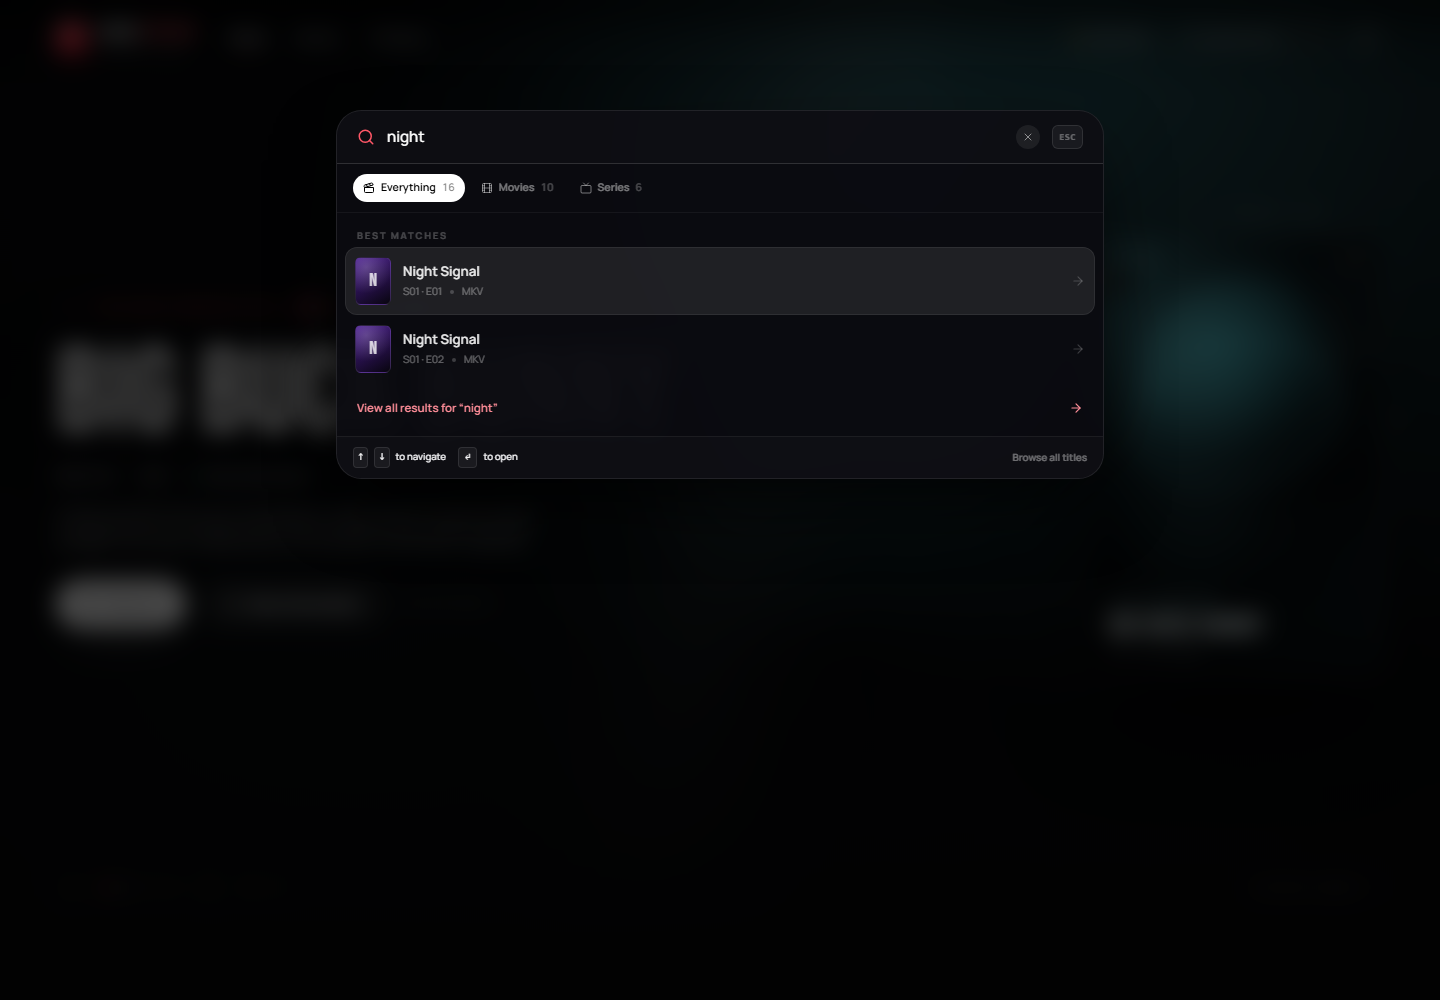 night
ESC
Everything 16 Movies 10 Series 6
BEST MATCHES
N
Night Signal
S01·E01 • MKV
N
Night Signal
S01·E02 • MKV
View all results for “night”
to navigate to open Browse all titles